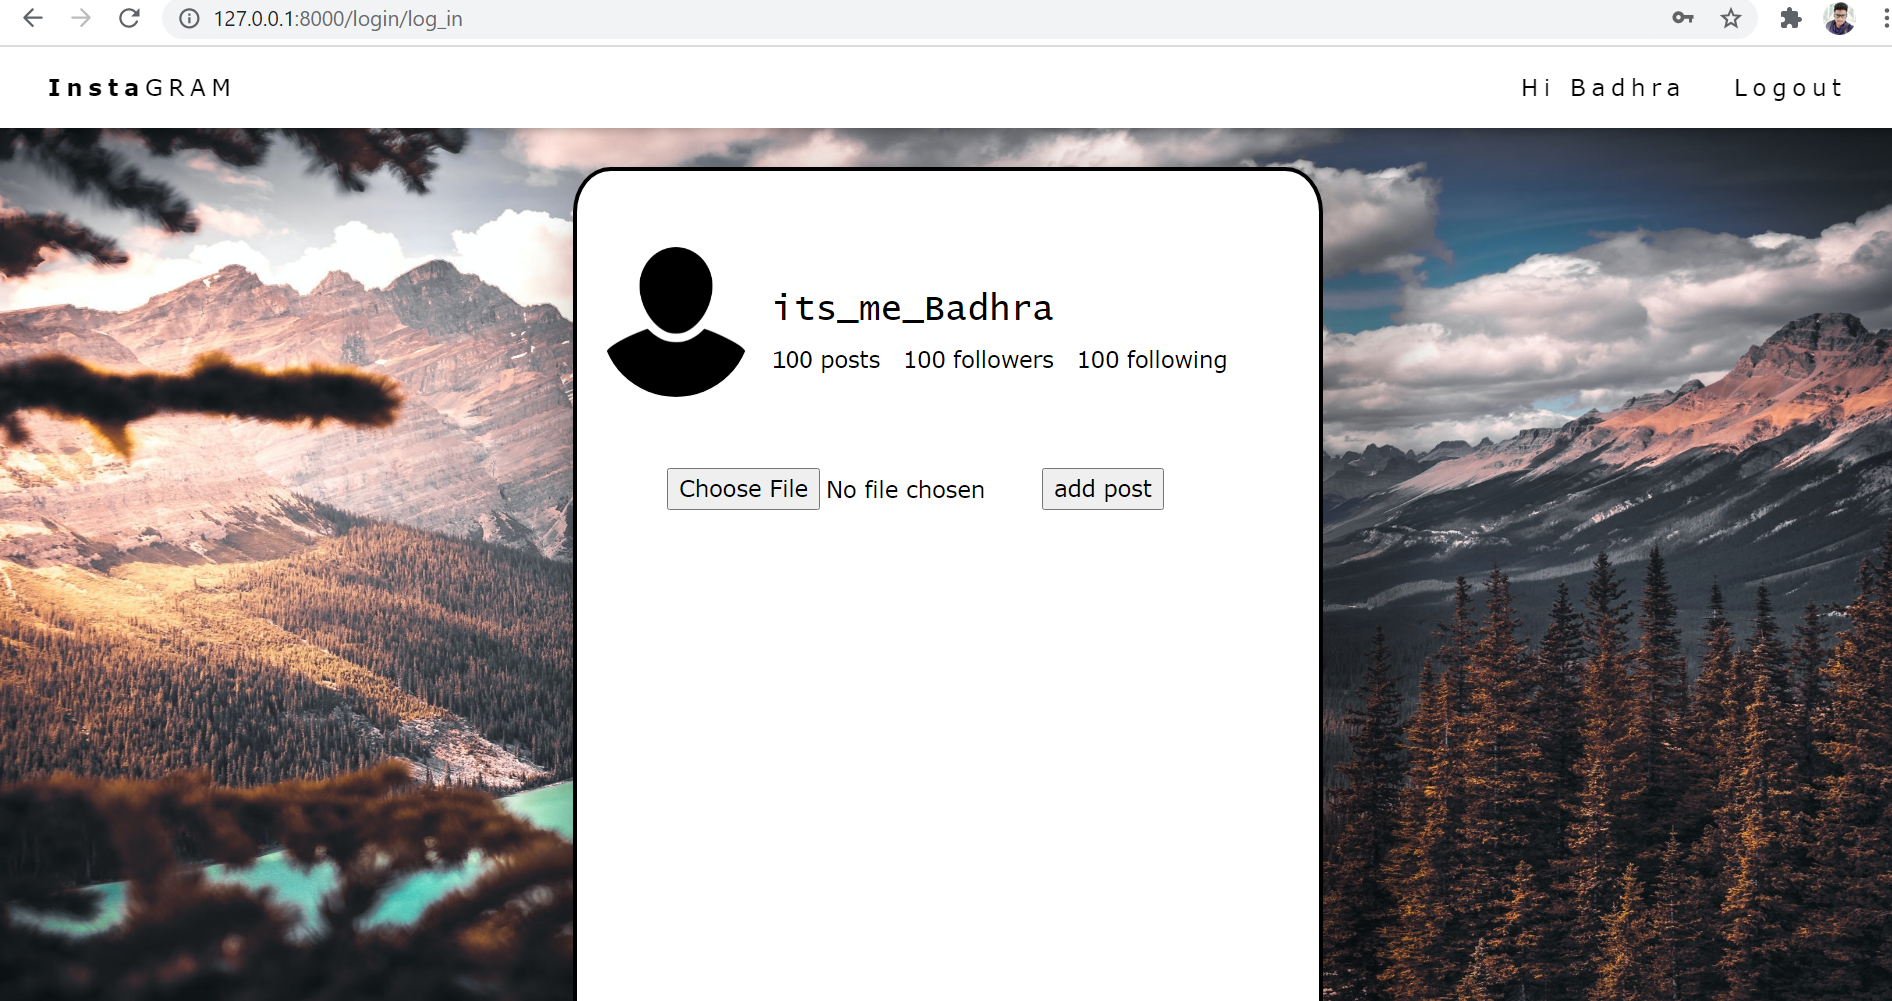 127.0.0.1:8000/login/log_in
InstaGRAM Hi Badhra Logout
its_me_Badhra
100 posts 100 followers 100 following
Choose File No file chosen add post